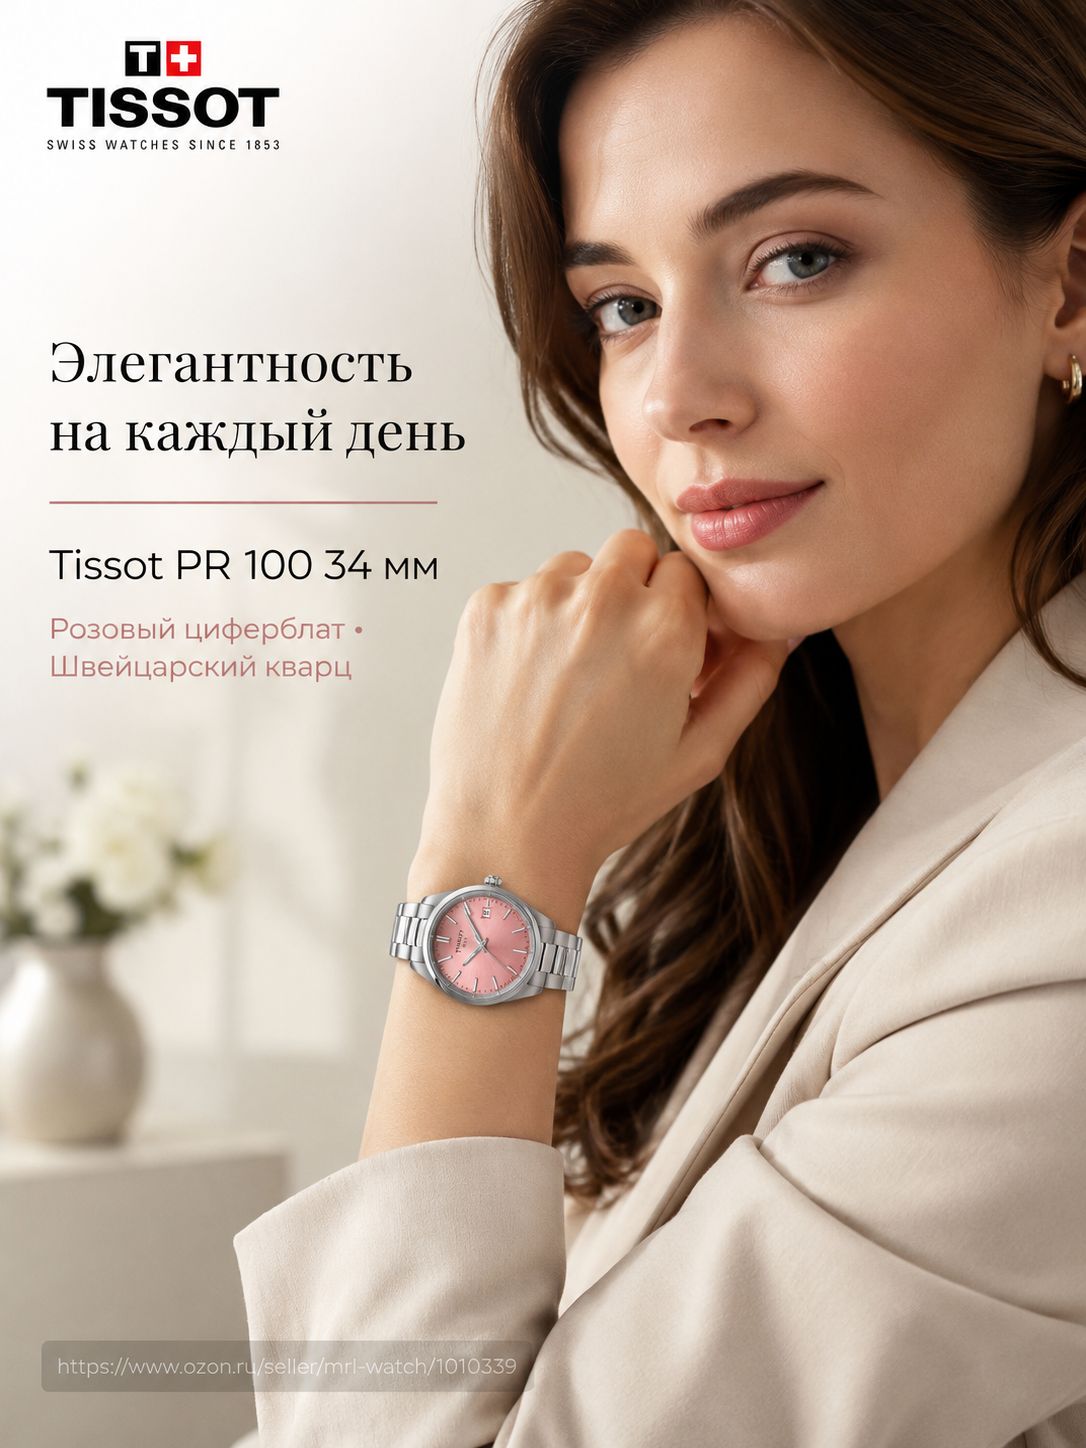 TISSOT
SWISS WATCHES SINCE 1853
Элегантность
на каждый день
Tissot PR 100 34 мм
Розовый циферблат •
Швейцарский кварц
TISSOT
https://www.ozon.ru/seller/mrl-watch/1010339